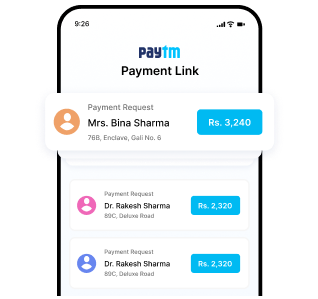 9:26
paytm
Payment Link
Payment Request
Mrs. Bina Sharma
Rs. 3,240
76B, Enclave, Gali No. 6
Payment Request
Dr. Rakesh Sharma
Rs. 2,320
89C, Deluxe Road
Payment Request
Dr. Rakesh Sharma
Rs. 2,320
89C, Deluxe Road